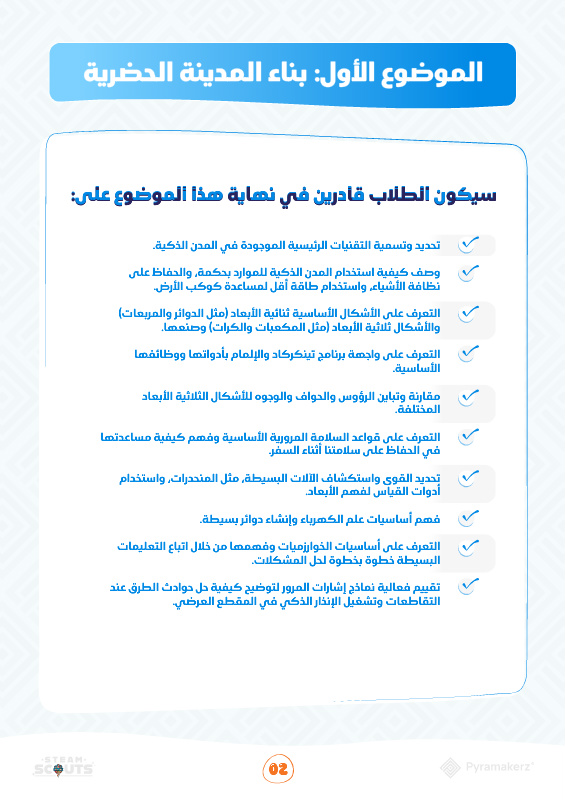 الموضوع الأول: بناء المدينة الحضرية
سيكون الطلاب قادرين في نهاية هذا الموضوع على:
تحديد وتسمية التقنيات الرئيسية الموجودة في المدن الذكية.
وصف كيفية استخدام المدن الذكية للموارد بحكمة، والحفاظ على
نظافة الأشياء، واستخدام طاقة أقل لمساعدة كوكب الأرض.
التعرف على الأشكال الأساسية ثنائية الأبعاد (مثل الدوائر والمربعات)
والأشكال ثلاثية الأبعاد (مثل المكعبات والكرات) وصنعها.
التعرف على واجهة برنامج تينكركاد والإلمام بأدواتها ووظائفها
الأساسية.
مقارنة وتباين الرؤوس والحواف والوجوه للأشكال الثلاثية الأبعاد
المختلفة.
التعرف على قواعد السلامة المرورية الأساسية وفهم كيفية مساعدتها
في الحفاظ على سلامتنا أثناء السفر.
تحديد القوى واستكشاف الآلات البسيطة، مثل المنحدرات، واستخدام
أدوات القياس لفهم الأبعاد.
فهم أساسيات علم الكهرباء وإنشاء دوائر بسيطة.
التعرف على أساسيات الخوارزميات وفهمها من خلال اتباع التعليمات
البسيطة خطوة بخطوة لحل المشكلات.
تقييم فعالية نماذج إشارات المرور لتوضيح كيفية حل حوادث الطرق عند
التقاطعات وتشغيل الإنذار الذكي في المقطع العرضي.
STEAM
SCOUTS
02
Pyramakerz